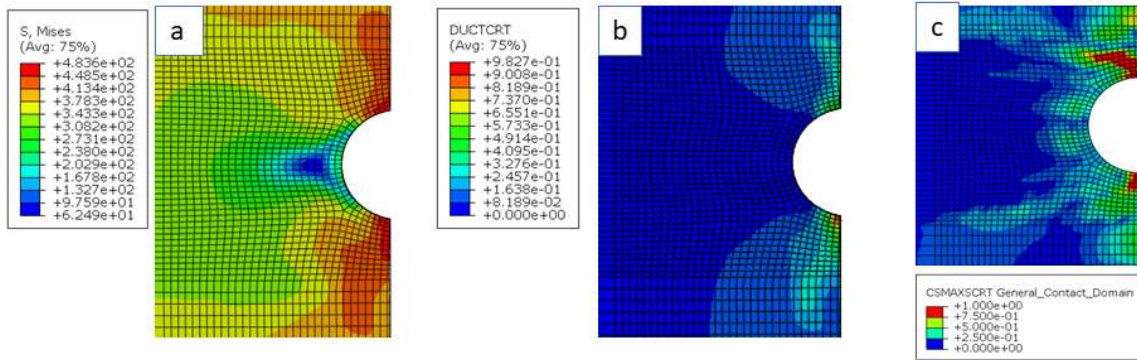 a
S, Mises
(Avg: 75%)
+4.836e+02
+4.485e+02
+4.134e+02
+3.783e+02
+3.433e+02
+3.082e+02
+2.731e+02
+2.380e+02
+2.029e+02
+1.678e+02
+1.327e+02
+9.759e+01
+6.249e+01
b
DUCTCRT
(Avg: 75%)
+9.827e-01
+9.008e-01
+8.189e-01
+7.370e-01
+6.551e-01
+5.733e-01
+4.914e-01
+4.095e-01
+3.276e-01
+2.457e-01
+1.638e-01
+8.189e-02
+0.000e+00
c
CSMAXSCRT General_Contact_Domain
+1.000e+00
+7.500e-01
+5.000e-01
+2.500e-01
+0.000e+00